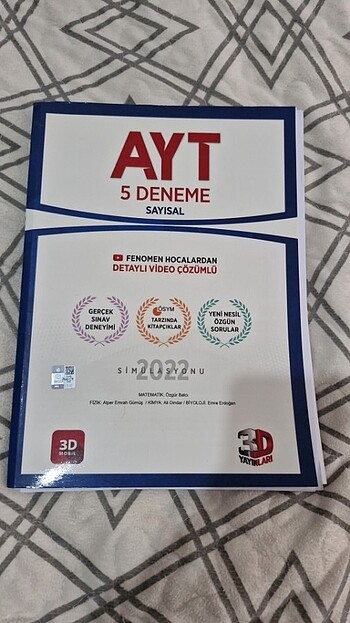 AYT
5 DENEME
SAYISAL
FENOMEN HOCALARDAN
DETAYLI VİDEO ÇÖZÜMLÜ
GERÇEK
SINAV
DENEYİMİ
ÖSYM
TARZINDA
KİTAPÇIKLAR
YENİ NESİL
ÖZGÜN
SORULAR
2022
SİMÜLASYONU
MATEMATİK: Özgür Balcı
FİZİK: Alper Emrah Gümüş / KİMYA: Ali Dindar / BİYOLOJİ: Emre Erdoğan
3D
MOBİL
3D
YAYINLARI